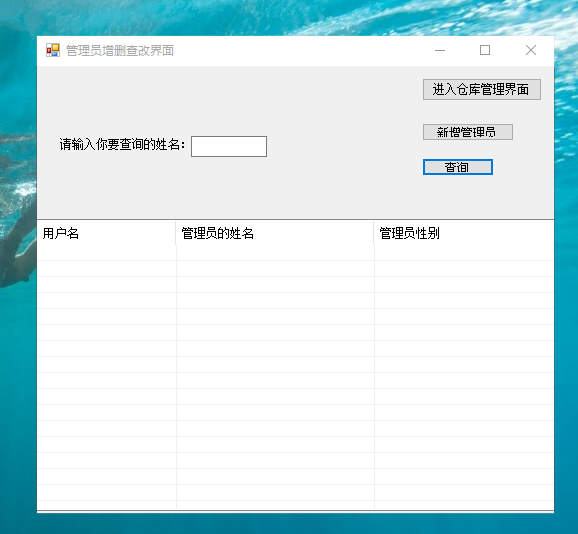 管理员增删查改界面
进入仓库管理界面
新增管理员
请输入你要查询的姓名：
查询
用户名 管理员的姓名 管理员性别